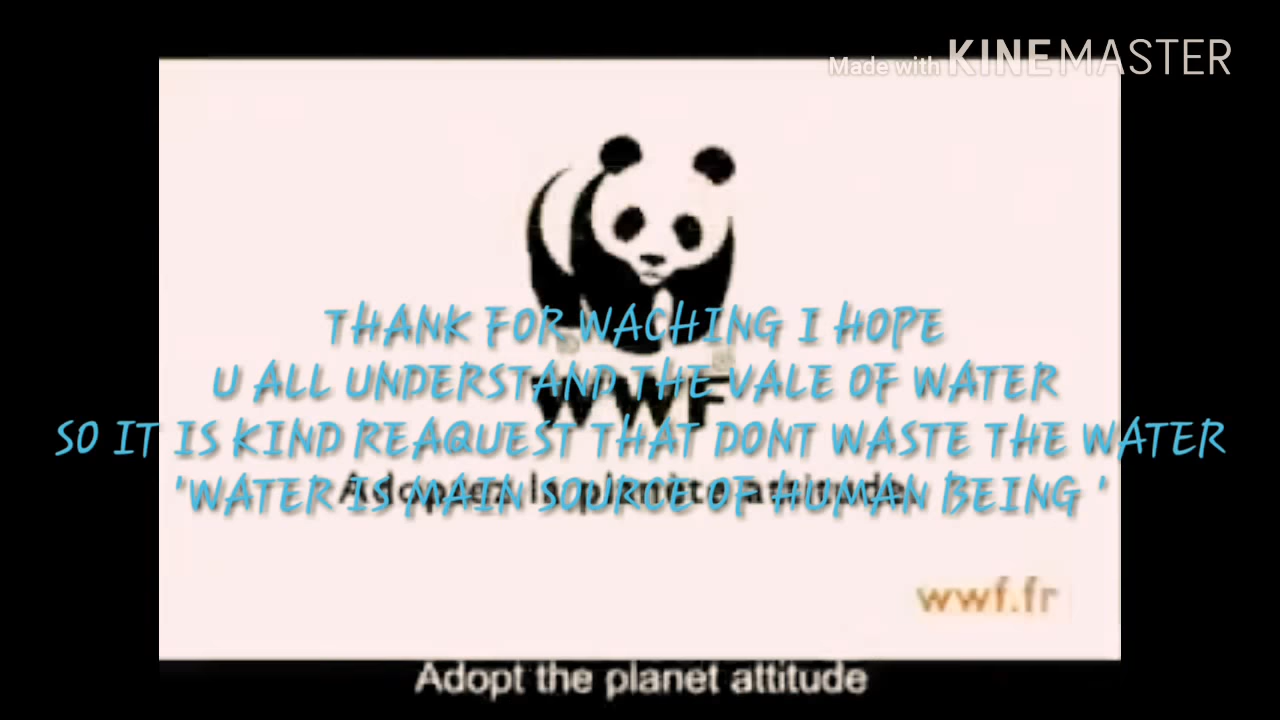 Made with KINEMASTER
THANK FOR WACHING I HOPE
U ALL UNDERSTAND THE VALE OF WATER
WWF
SO IT IS KIND REAQUEST THAT DONT WASTE THE WATER
'WATER IS MAIN SOURCE OF HUMAN BEING '
attitude
wwf.fr
Adopt the planet attitude